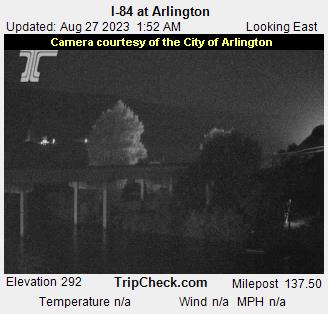 I-84 at Arlington
Updated: Aug 27 2023 1:52 AM Looking East
Camera courtesy of the City of Arlington
Elevation 292 TripCheck.com Milepost 137.50
Temperature n/a Wind n/a MPH n/a